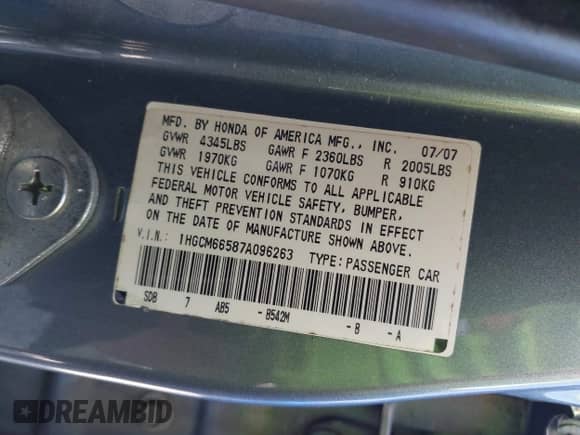 MFD. BY HONDA OF AMERICA MFG., INC. 07/07
GVWR 4345LBS GAWR F 2360LBS R 2005LBS
GVWR 1970KG GAWR F 1070KG R 910KG
THIS VEHICLE CONFORMS TO ALL APPLICABLE
FEDERAL MOTOR VEHICLE SAFETY, BUMPER,
AND THEFT PREVENTION STANDARDS IN EFFECT
ON THE DATE OF MANUFACTURE SHOWN ABOVE.
V.I.N.: 1HGCM66587A096263 TYPE:PASSENGER CAR
SDB 7 AB5 - B542M - B - A
DREAMBID